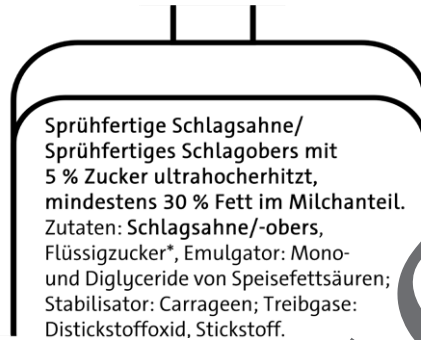 Sprühfertige Schlagsahne/
Sprühfertiges Schlagobers mit
5 % Zucker ultrahocherhitzt,
mindestens 30 % Fett im Milchanteil.
Zutaten: Schlagsahne/-obers,
Flüssigzucker*, Emulgator: Mono-
und Diglyceride von Speisefettsäuren;
Stabilisator: Carrageen; Treibgase:
Distickstoffoxid, Stickstoff.